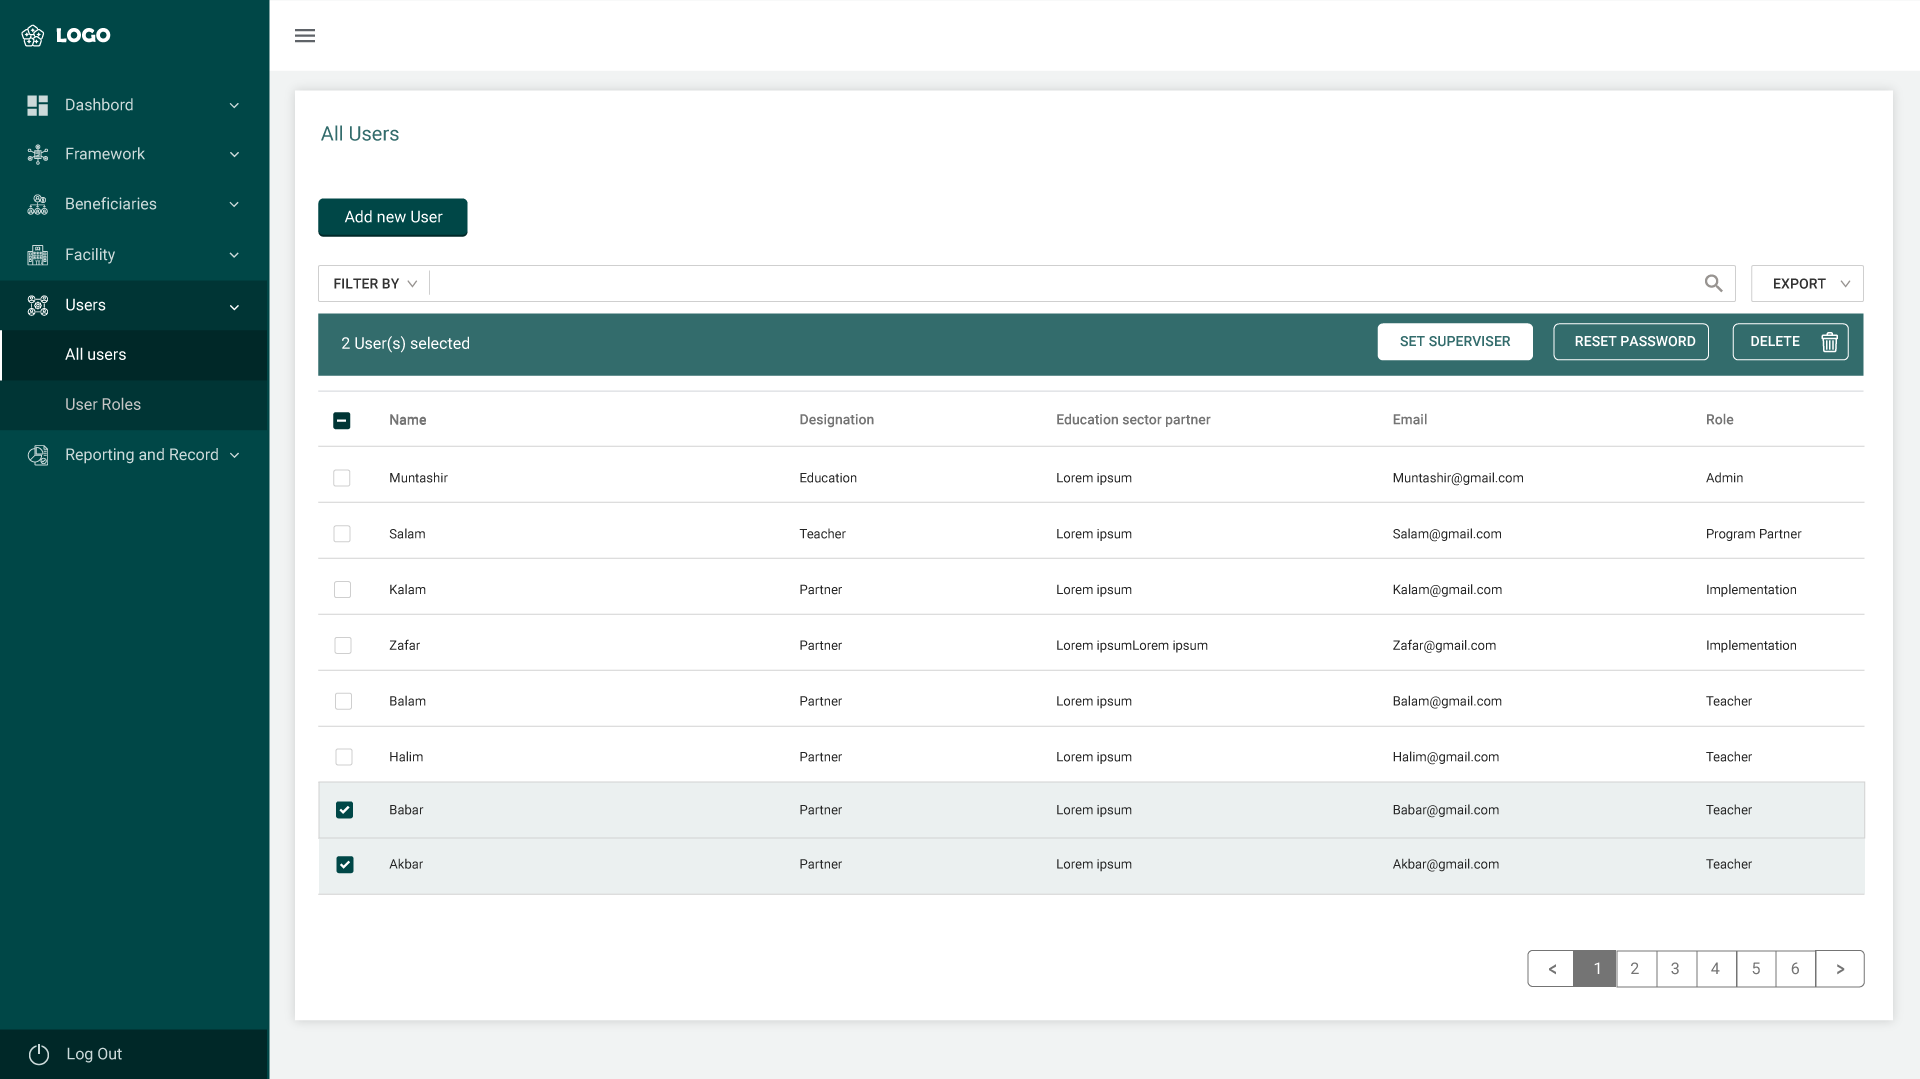 LOGO
Dashbord
Framework
Beneficiaries
Facility
Users
All users
User Roles
Reporting and Record
Log Out
All Users
Add new User
FILTER BY
EXPORT
2 User(s) selected
SET SUPERVISER
RESET PASSWORD
DELETE
Name Designation Education sector partner Email Role
Muntashir Education Lorem ipsum Muntashir@gmail.com Admin
Salam Teacher Lorem ipsum Salam@gmail.com Program Partner
Kalam Partner Lorem ipsum Kalam@gmail.com Implementation
Zafar Partner Lorem ipsumLorem ipsum Zafar@gmail.com Implementation
Balam Partner Lorem ipsum Balam@gmail.com Teacher
Halim Partner Lorem ipsum Halim@gmail.com Teacher
Babar Partner Lorem ipsum Babar@gmail.com Teacher
Akbar Partner Lorem ipsum Akbar@gmail.com Teacher
< 1 2 3 4 5 6 >